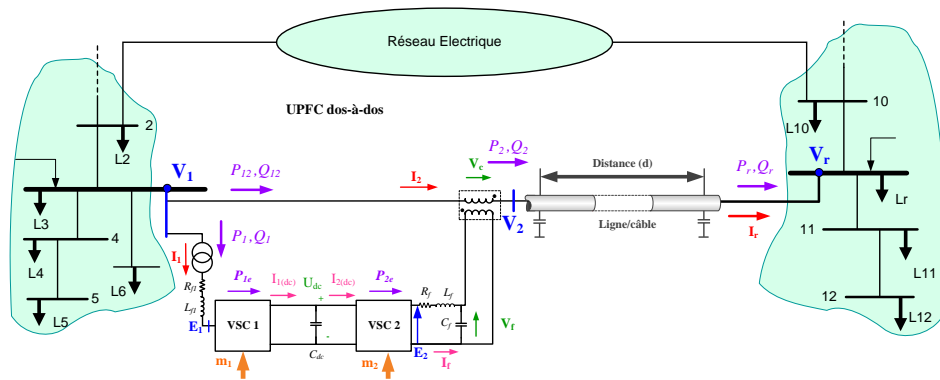 Réseau Electrique
UPFC dos-à-dos
2
L2
10
L10
V1
P12,Q12
I2
Vc
P2,Q2
Distance (d)
Pr,Qr
Vr
L3
V2
Ligne/câble
Ir
Lr
P1,Q1
I1
4
L4
L6
5
L5
11
L11
12
L12
Rf1
Lf1
P1e
I1(dc)
Udc
I2(dc)
P2e
Rf
Lf
+
-
E1
VSC 1
Cdc
VSC 2
E2
Cf
Vf
If
m1
m2